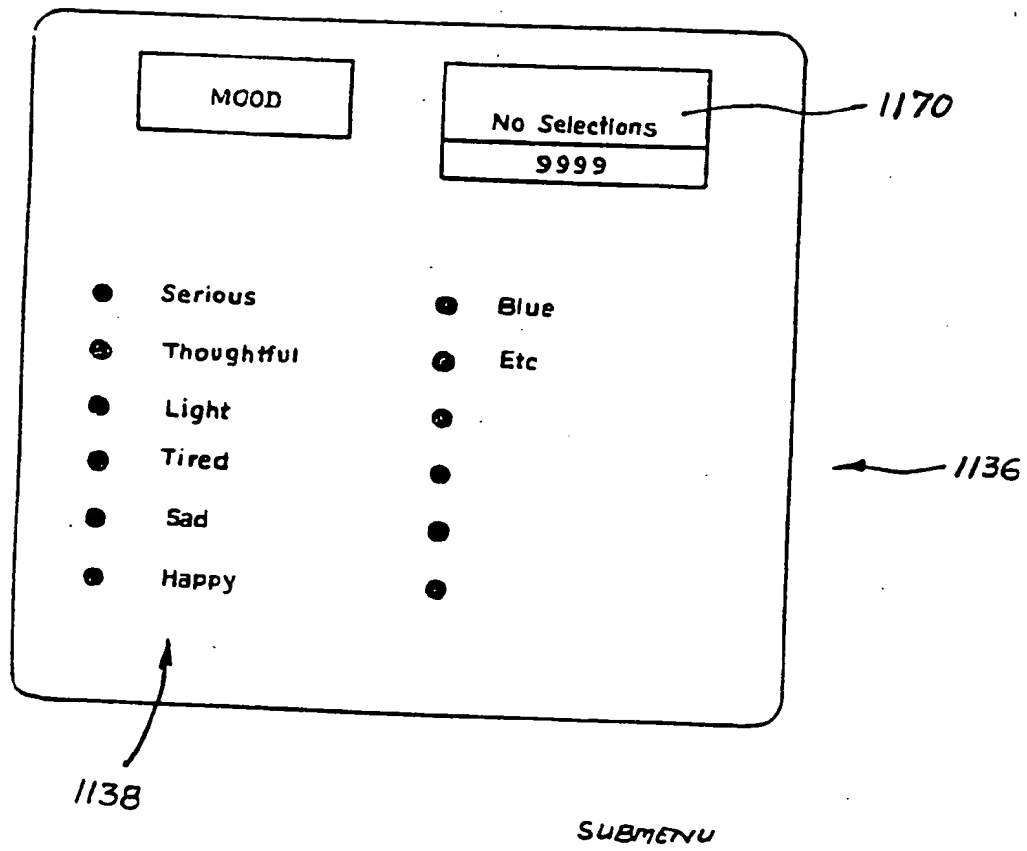 MOOD
No Selections
9999
1170
Serious
Thoughtful
Light
Tired
Sad
Happy
Blue
Etc
1136
1138
SUBMENU